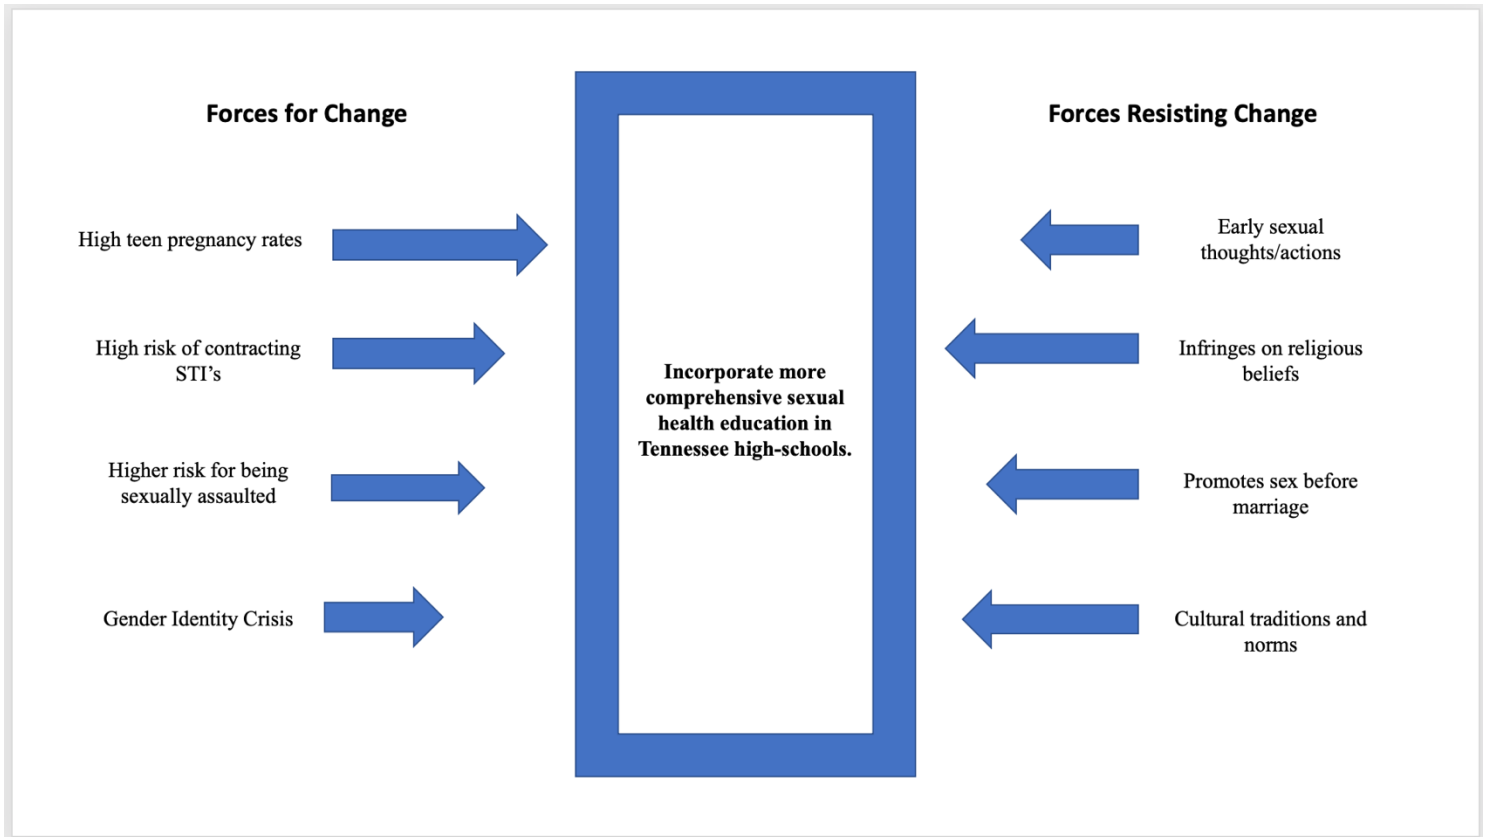 Forces for Change
High teen pregnancy rates
High risk of contracting
STI’s
Higher risk for being
sexually assaulted
Gender Identity Crisis
Incorporate more
comprehensive sexual
health education in
Tennessee high-schools.
Forces Resisting Change
Early sexual
thoughts/actions
Infringes on religious
beliefs
Promotes sex before
marriage
Cultural traditions and
norms